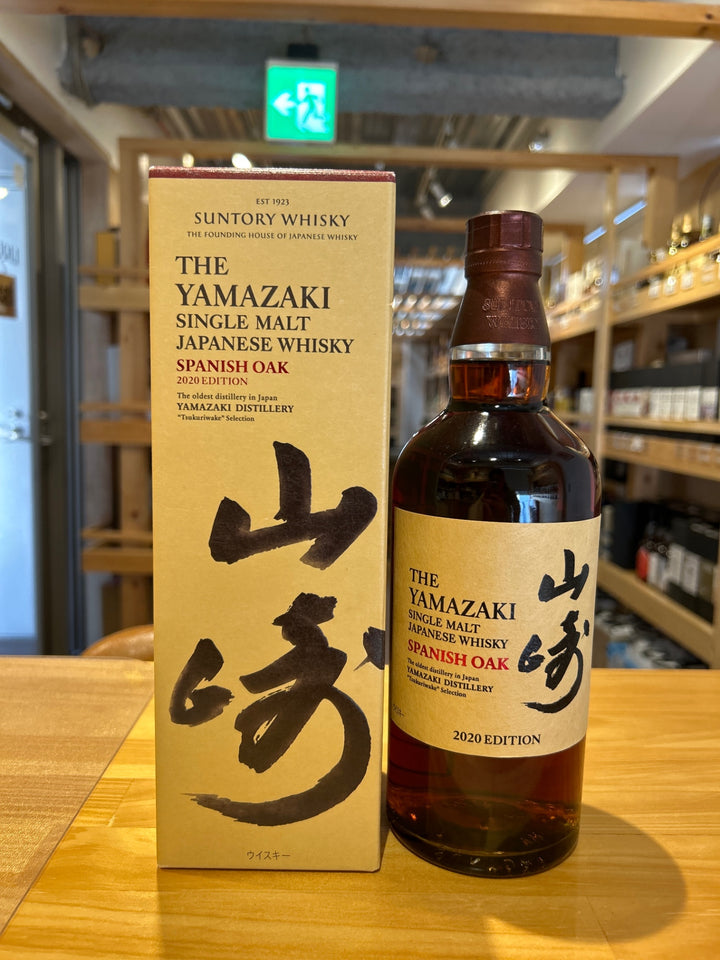 EST 1923
SUNTORY WHISKY
THE FOUNDING HOUSE OF JAPANESE WHISKY
THE
YAMAZAKI
SINGLE MALT
JAPANESE WHISKY
SPANISH OAK
2020 EDITION
The oldest distillery in Japan
YAMAZAKI DISTILLERY
"Tsukuriwake" Selection
山崎
ウイスキー
THE
YAMAZAKI
SINGLE MALT
JAPANESE WHISKY
SPANISH OAK
The oldest distillery in Japan
YAMAZAKI DISTILLERY
"Tsukuriwake" Selection
山崎
2020 EDITION